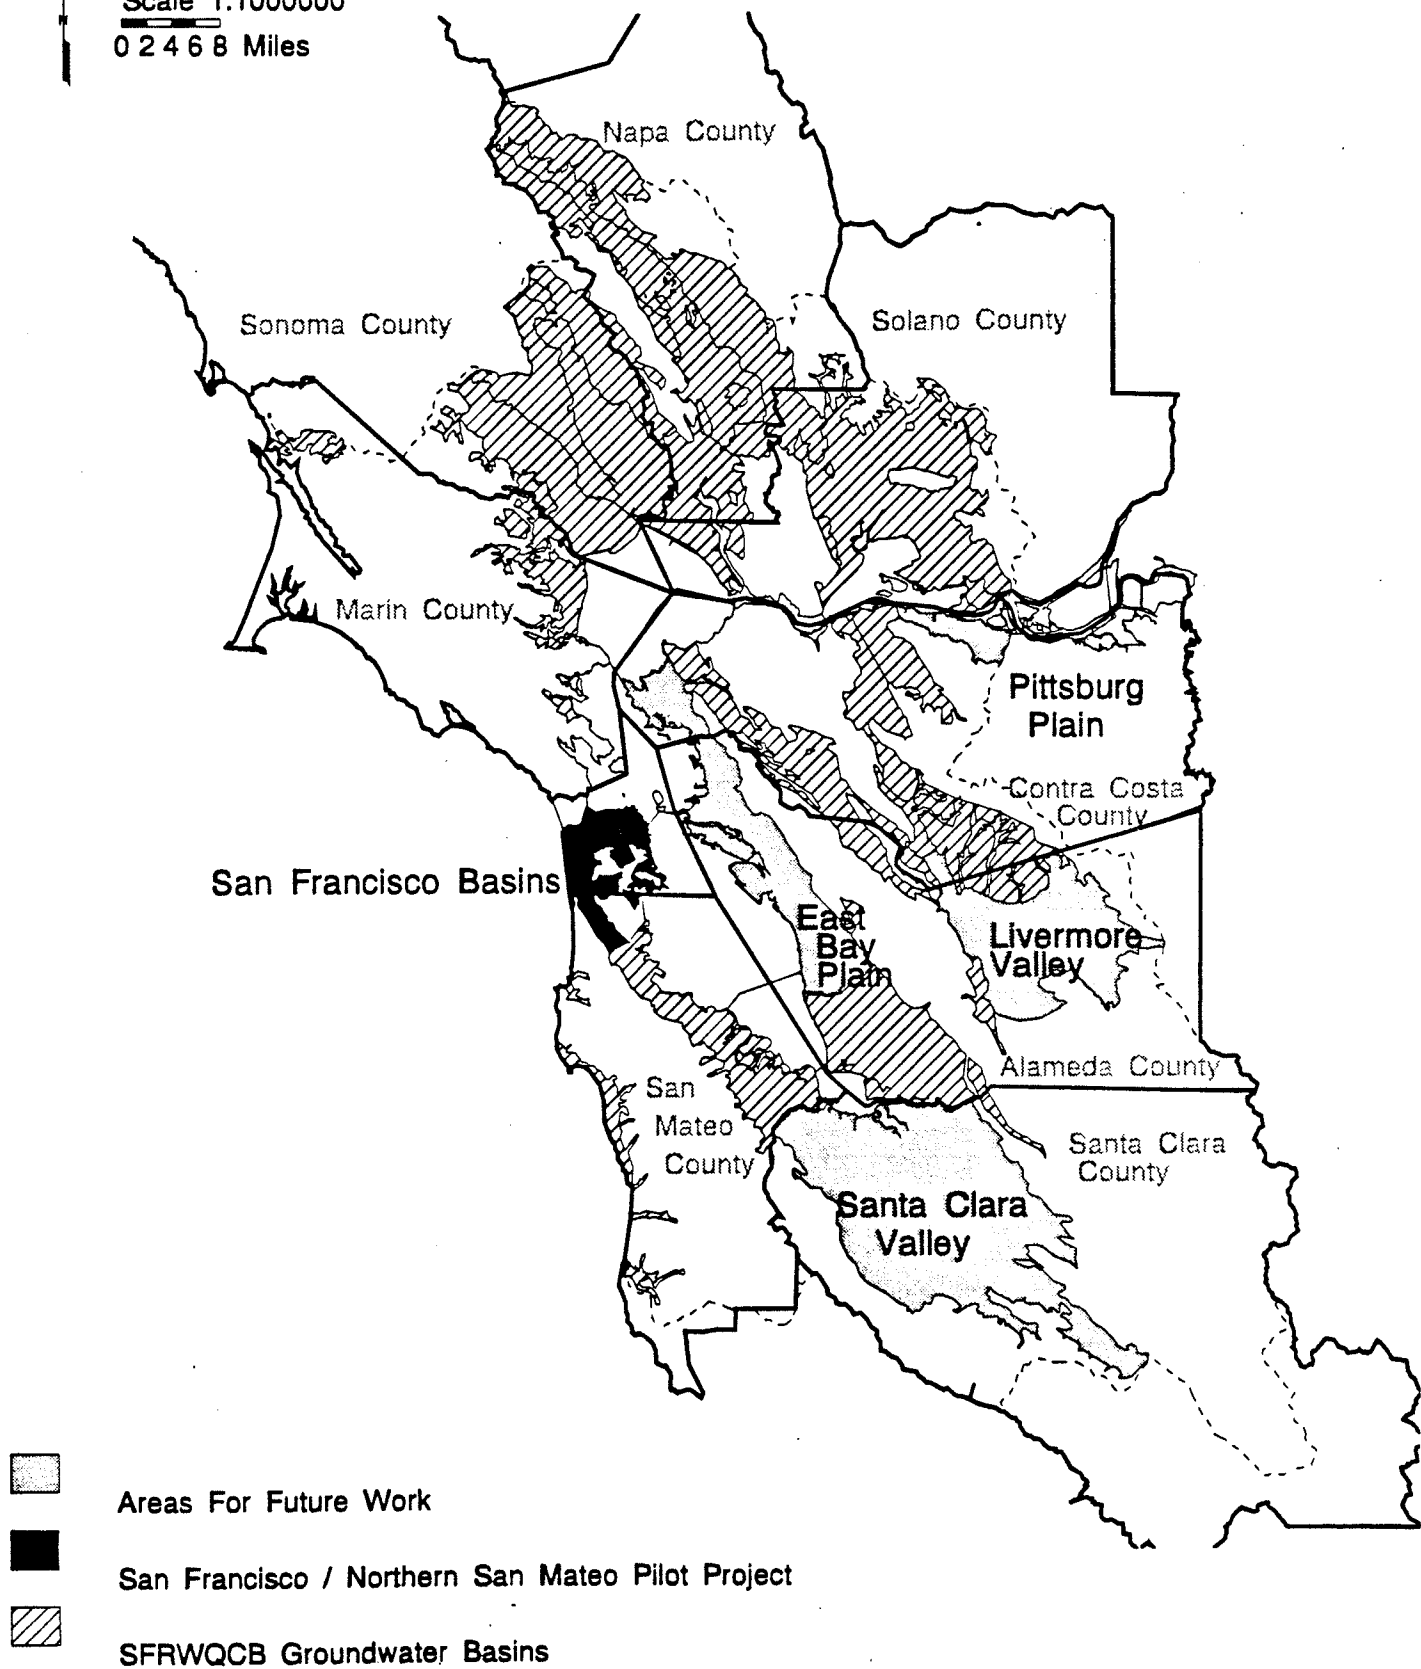 Scale 1:1000000
0 2 4 6 8 Miles
Napa County
Sonoma County
Solano County
Marin County
Pittsburg
Plain
Contra Costa
County
San Francisco Basins
East
Bay
Plain
Livermore
Valley
Alameda County
San
Mateo
County
Santa Clara
County
Santa Clara
Valley
Areas For Future Work
San Francisco / Northern San Mateo Pilot Project
SFRWQCB Groundwater Basins